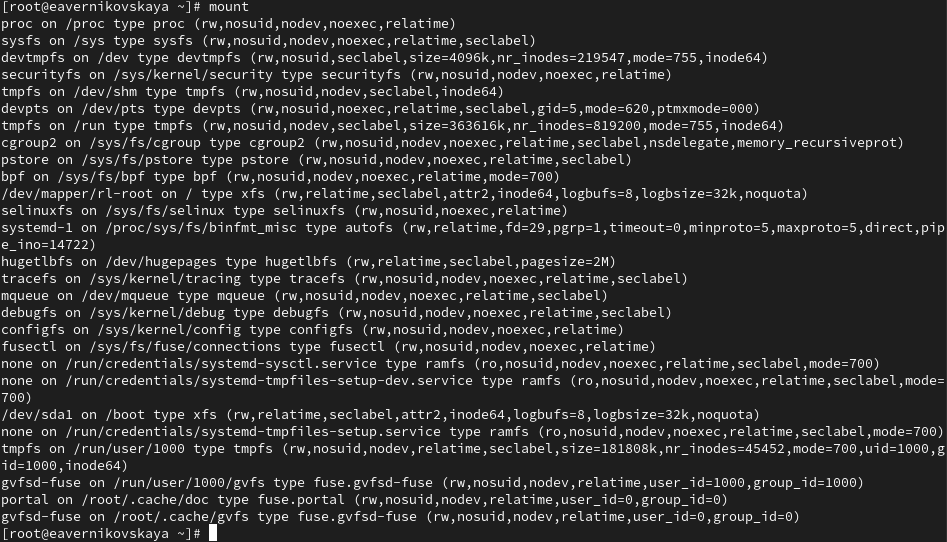 [root@eavernikovskaya ~]# mount
proc on /proc type proc (rw,nosuid,nodev,noexec,relatime)
sysfs on /sys type sysfs (rw,nosuid,nodev,noexec,relatime,seclabel)
devtmpfs on /dev type devtmpfs (rw,nosuid,seclabel,size=4096k,nr_inodes=219547,mode=755,inode64)
securityfs on /sys/kernel/security type securityfs (rw,nosuid,nodev,noexec,relatime)
tmpfs on /dev/shm type tmpfs (rw,nosuid,nodev,seclabel,inode64)
devpts on /dev/pts type devpts (rw,nosuid,noexec,relatime,seclabel,gid=5,mode=620,ptmxmode=000)
tmpfs on /run type tmpfs (rw,nosuid,nodev,seclabel,size=363616k,nr_inodes=819200,mode=755,inode64)
cgroup2 on /sys/fs/cgroup type cgroup2 (rw,nosuid,nodev,noexec,relatime,seclabel,nsdelegate,memory_recursiveprot)
pstore on /sys/fs/pstore type pstore (rw,nosuid,nodev,noexec,relatime,seclabel)
bpf on /sys/fs/bpf type bpf (rw,nosuid,nodev,noexec,relatime,mode=700)
/dev/mapper/rl-root on / type xfs (rw,relatime,seclabel,attr2,inode64,logbufs=8,logbsize=32k,noquota)
selinuxfs on /sys/fs/selinux type selinuxfs (rw,nosuid,noexec,relatime)
systemd-1 on /proc/sys/fs/binfmt_misc type autofs (rw,relatime,fd=29,pgrp=1,timeout=0,minproto=5,maxproto=5,direct,pip
e_ino=14722)
hugetlbfs on /dev/hugepages type hugetlbfs (rw,relatime,seclabel,pagesize=2M)
tracefs on /sys/kernel/tracing type tracefs (rw,nosuid,nodev,noexec,relatime,seclabel)
mqueue on /dev/mqueue type mqueue (rw,nosuid,nodev,noexec,relatime,seclabel)
debugfs on /sys/kernel/debug type debugfs (rw,nosuid,nodev,noexec,relatime,seclabel)
configfs on /sys/kernel/config type configfs (rw,nosuid,nodev,noexec,relatime)
fusectl on /sys/fs/fuse/connections type fusectl (rw,nosuid,nodev,noexec,relatime)
none on /run/credentials/systemd-sysctl.service type ramfs (ro,nosuid,nodev,noexec,relatime,seclabel,mode=700)
none on /run/credentials/systemd-tmpfiles-setup-dev.service type ramfs (ro,nosuid,nodev,noexec,relatime,seclabel,mode=
700)
/dev/sda1 on /boot type xfs (rw,relatime,seclabel,attr2,inode64,logbufs=8,logbsize=32k,noquota)
none on /run/credentials/systemd-tmpfiles-setup.service type ramfs (ro,nosuid,nodev,noexec,relatime,seclabel,mode=700)
tmpfs on /run/user/1000 type tmpfs (rw,nosuid,nodev,relatime,seclabel,size=181808k,nr_inodes=45452,mode=700,uid=1000,g
id=1000,inode64)
gvfsd-fuse on /run/user/1000/gvfs type fuse.gvfsd-fuse (rw,nosuid,nodev,relatime,user_id=1000,group_id=1000)
portal on /root/.cache/doc type fuse.portal (rw,nosuid,nodev,relatime,user_id=0,group_id=0)
gvfsd-fuse on /root/.cache/gvfs type fuse.gvfsd-fuse (rw,nosuid,nodev,relatime,user_id=0,group_id=0)
[root@eavernikovskaya ~]#